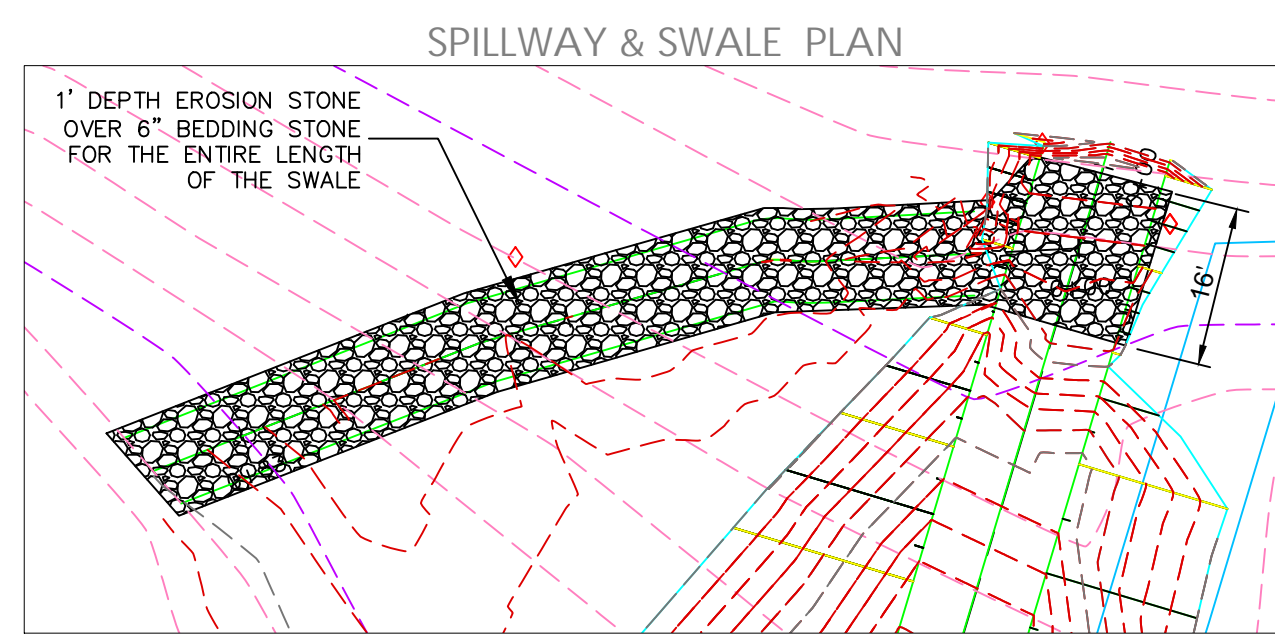 SPILLWAY & SWALE PLAN
1' DEPTH EROSION STONE
OVER 6" BEDDING STONE
FOR THE ENTIRE LENGTH
OF THE SWALE
16'